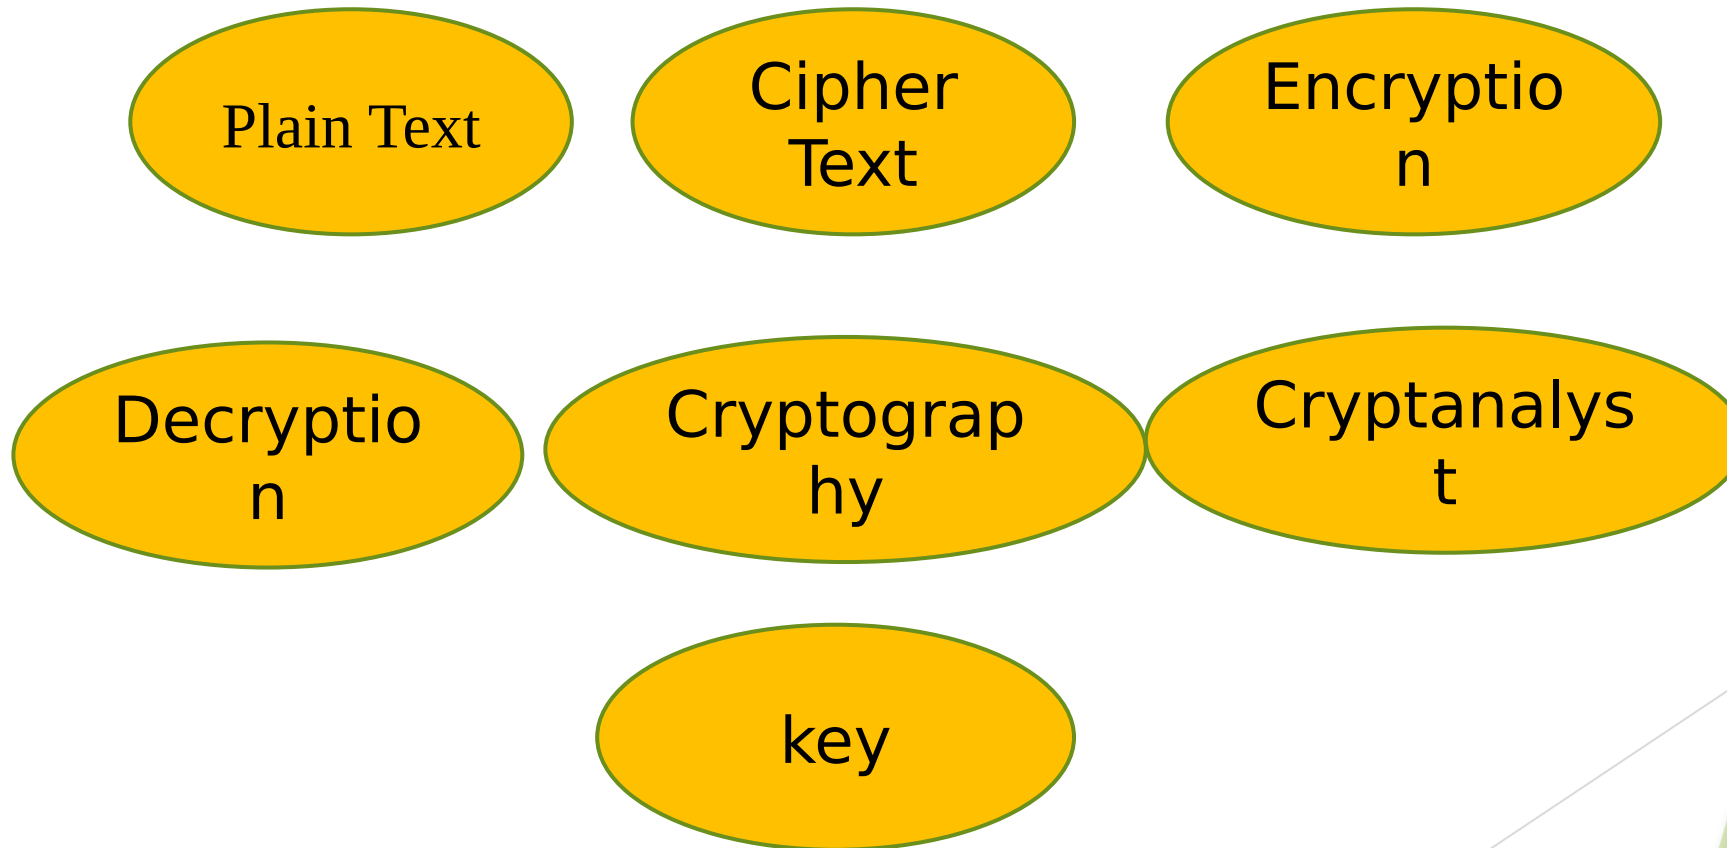 Plain Text
Cipher
Text
Encryptio
n
Decryptio
n
Cryptograp
hy
Cryptanalys
t
key